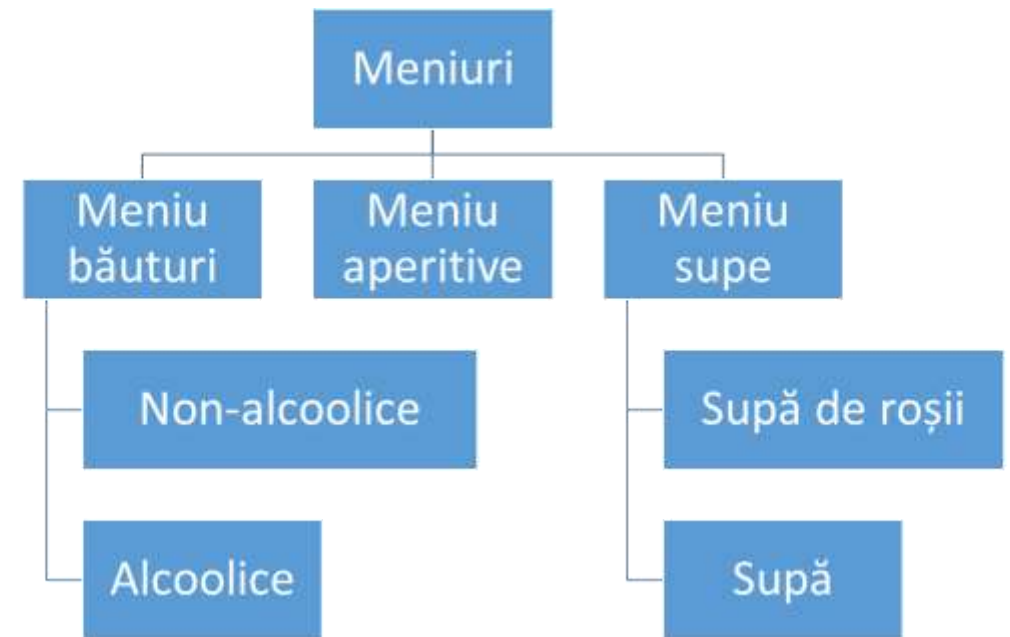 Meniuri
Meniu
băuturi
Meniu
aperitive
Meniu
supe
Non-alcoolice
Supă de roșii
Alcoolice
Supă